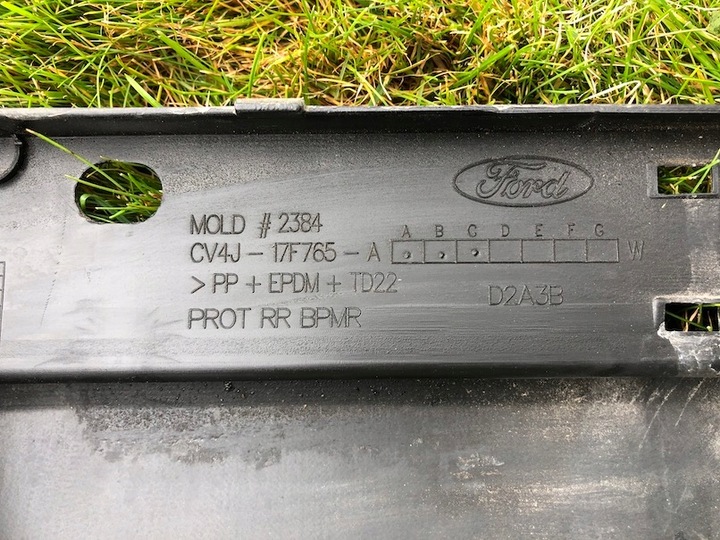 Ford
MOLD # 2384
A B C D E F G
CV4J - 17F765 - A W
> PP + EPDM + TD22
D2A3B
PROT RR BPMR